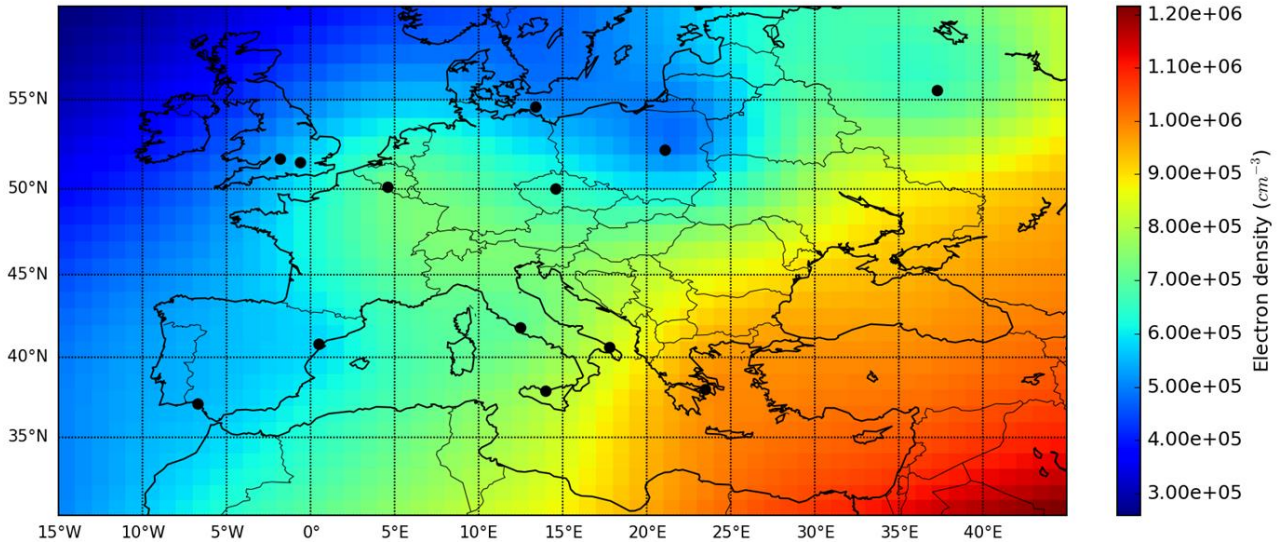 55°N
50°N
45°N
40°N
35°N
15°W 10°W 5°W 0° 5°E 10°E 15°E 20°E 25°E 30°E 35°E 40°E
1.20e+06
1.10e+06
1.00e+06
9.00e+05
8.00e+05
7.00e+05
6.00e+05
5.00e+05
4.00e+05
3.00e+05
Electron density (cm⁻³)